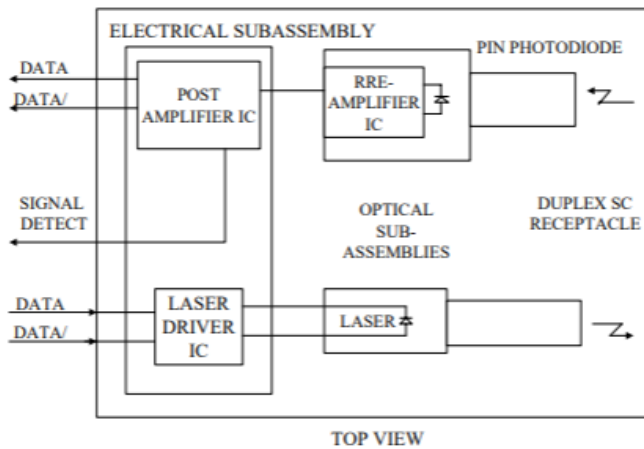 ELECTRICAL SUBASSEMBLY
DATA
DATA/
POST
AMPLIFIER IC
RRE-
AMPLIFIER
IC
PIN PHOTODIODE
SIGNAL
DETECT
OPTICAL
SUB-
ASSEMBLIES
DUPLEX SC
RECEPTACLE
DATA
DATA/
LASER
DRIVER
IC
LASER
TOP VIEW